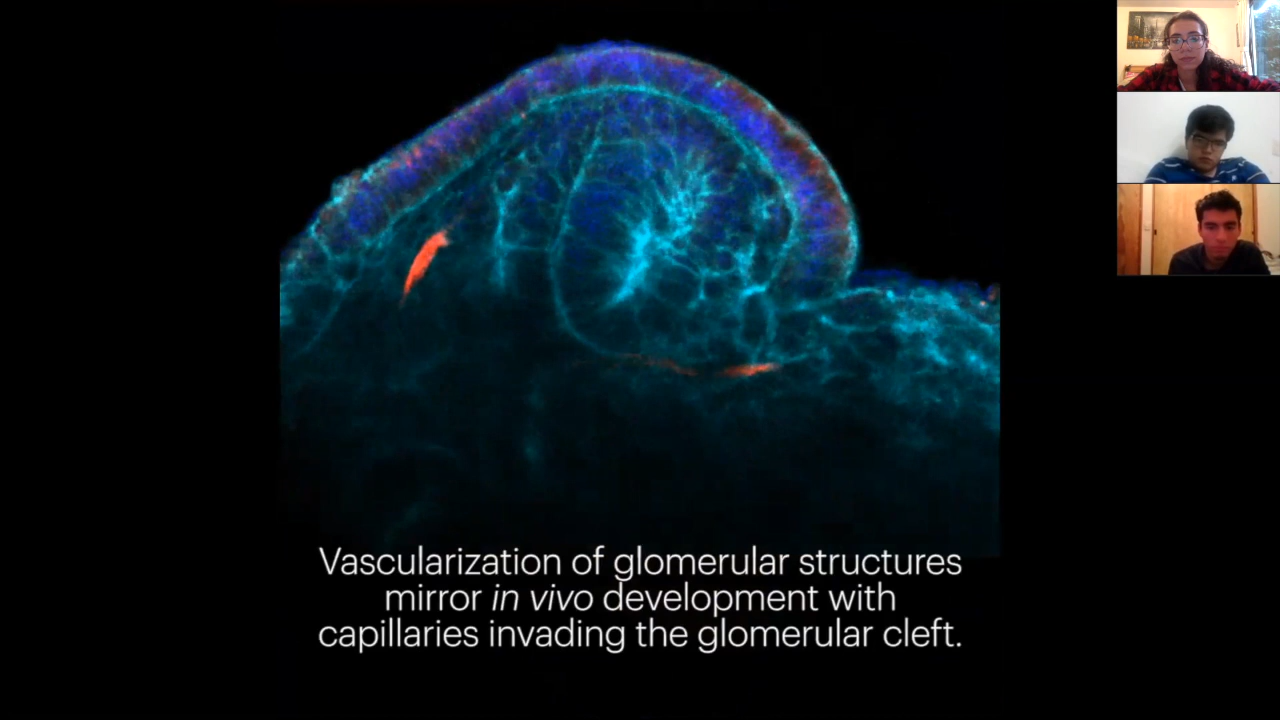 Vascularization of glomerular structures
mirror in vivo development with
capillaries invading the glomerular cleft.